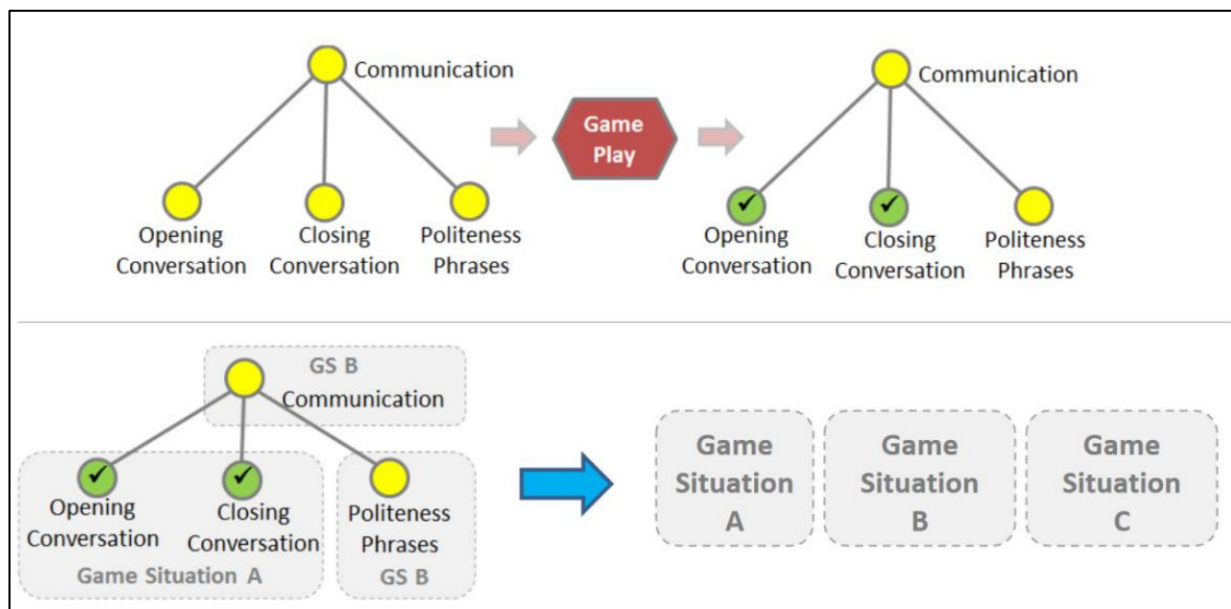 Communication
Game
Play
Communication
Opening
Conversation
Closing
Conversation
Politeness
Phrases
Opening
Conversation
Closing
Conversation
Politeness
Phrases
GS B
Communication
Opening
Conversation
Closing
Conversation
Game Situation A
Politeness
Phrases
GS B
Game
Situation
A
Game
Situation
B
Game
Situation
C